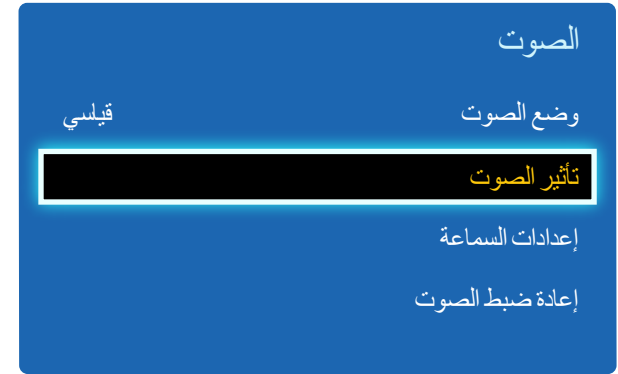 الصوت
وضع الصوت قياسي
تأثير الصوت
إعدادات السماعة
إعادة ضبط الصوت